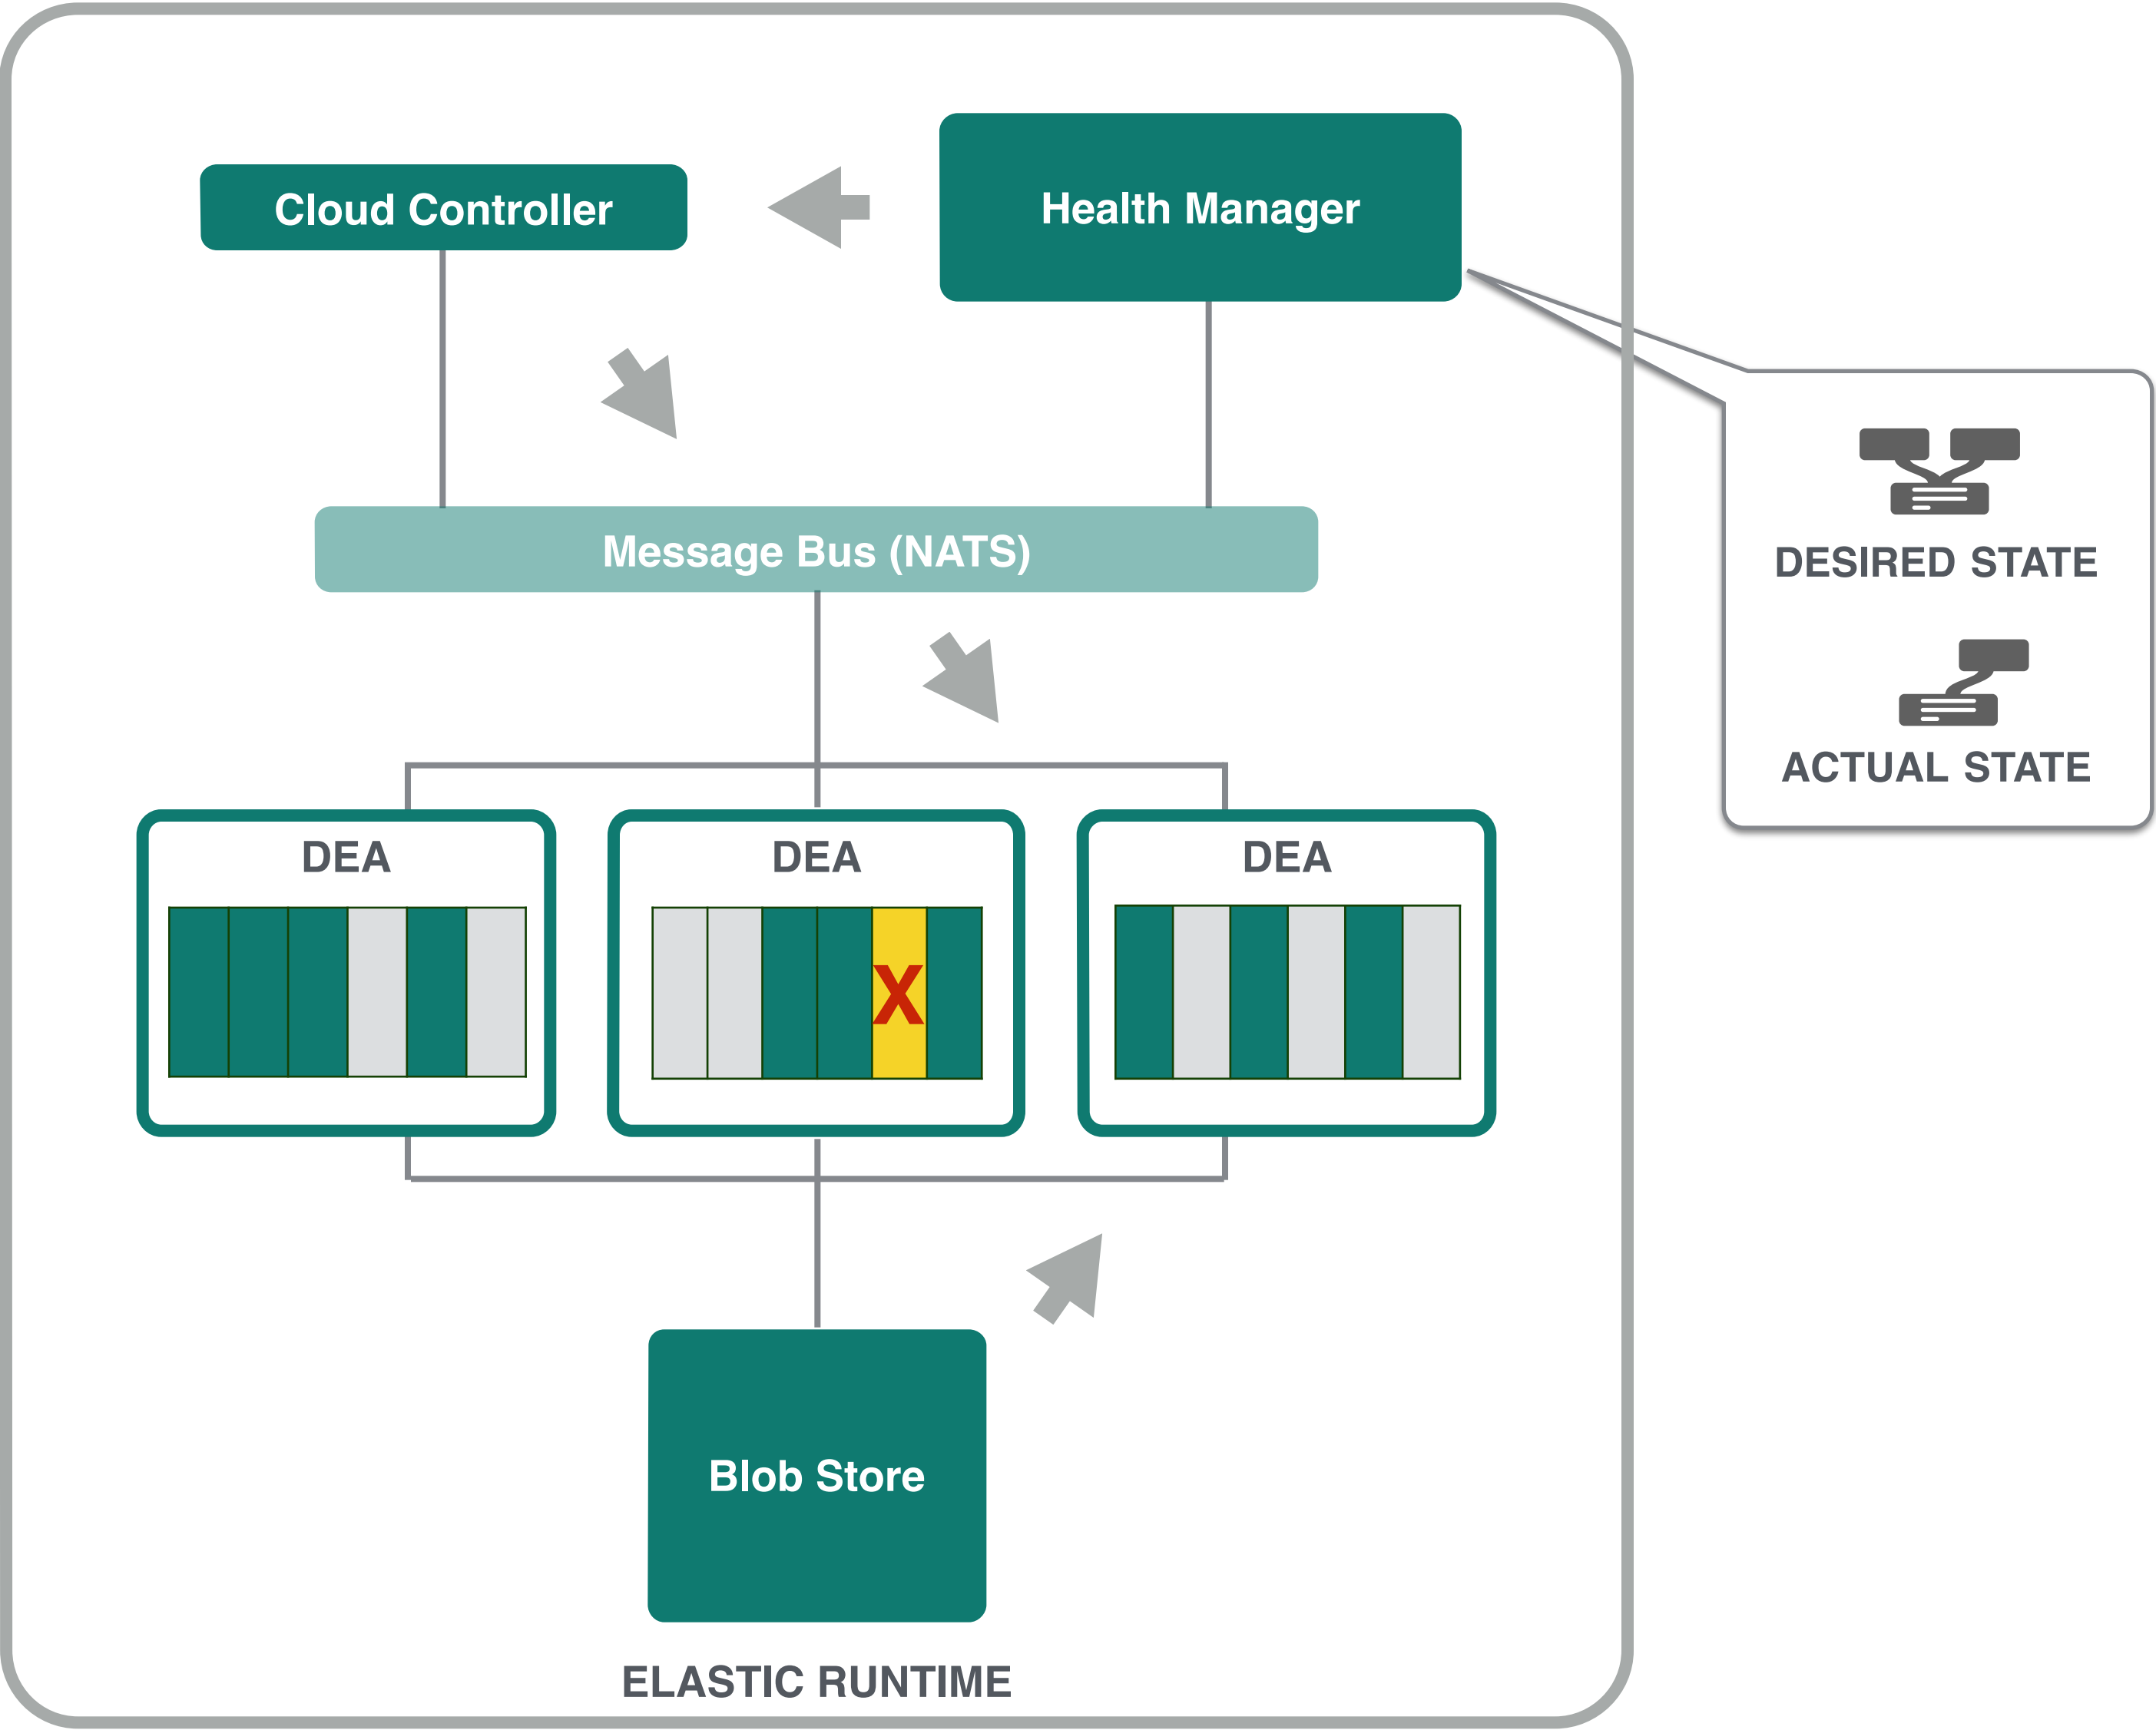 Cloud Controller
Health Manager
Message Bus (NATS)
DESIRED STATE
ACTUAL STATE
DEA
DEA
DEA
X
Blob Store
ELASTIC RUNTIME